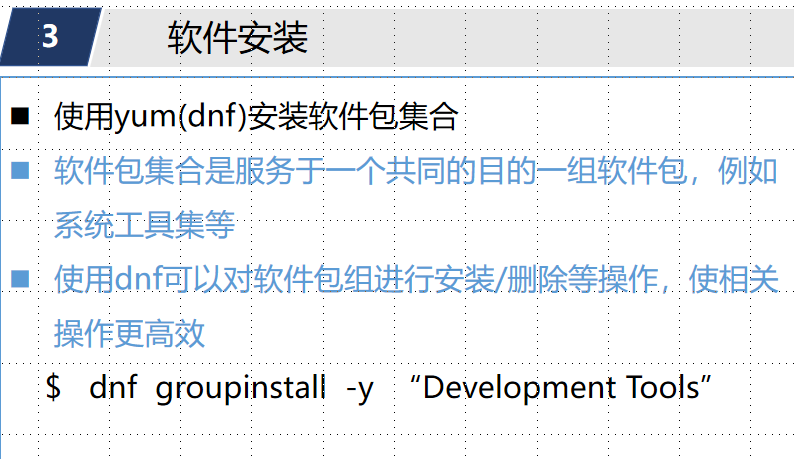 3 软件安装
使用yum(dnf)安装软件包集合
软件包集合是服务于一个共同的目的一组软件包，例如
系统工具集等
使用dnf可以对软件包组进行安装/删除等操作，使相关
操作更高效
$ dnf groupinstall -y “Development Tools”